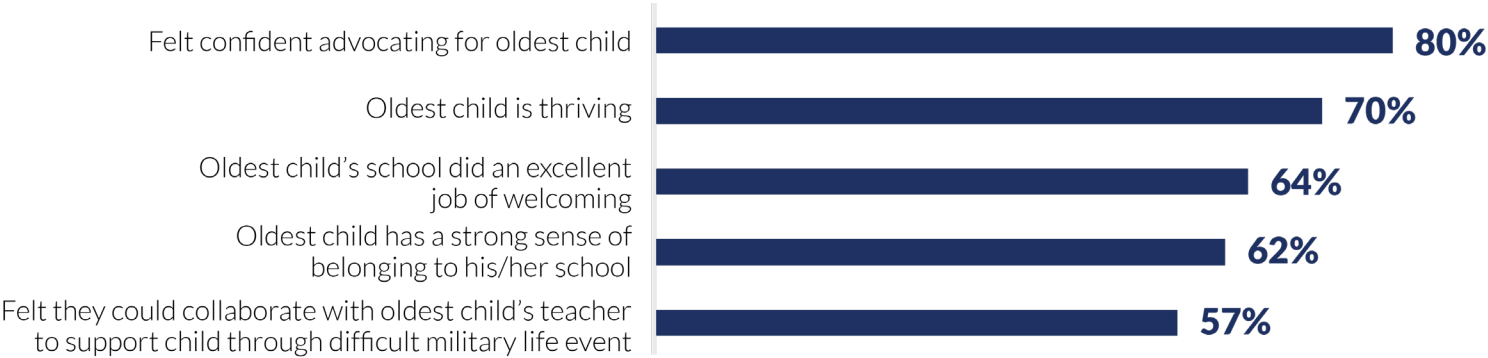 Felt confident advocating for oldest child
80%
Oldest child is thriving
70%
Oldest child’s school did an excellent
job of welcoming
64%
Oldest child has a strong sense of
belonging to his/her school
62%
Felt they could collaborate with oldest child’s teacher
to support child through difficult military life event
57%